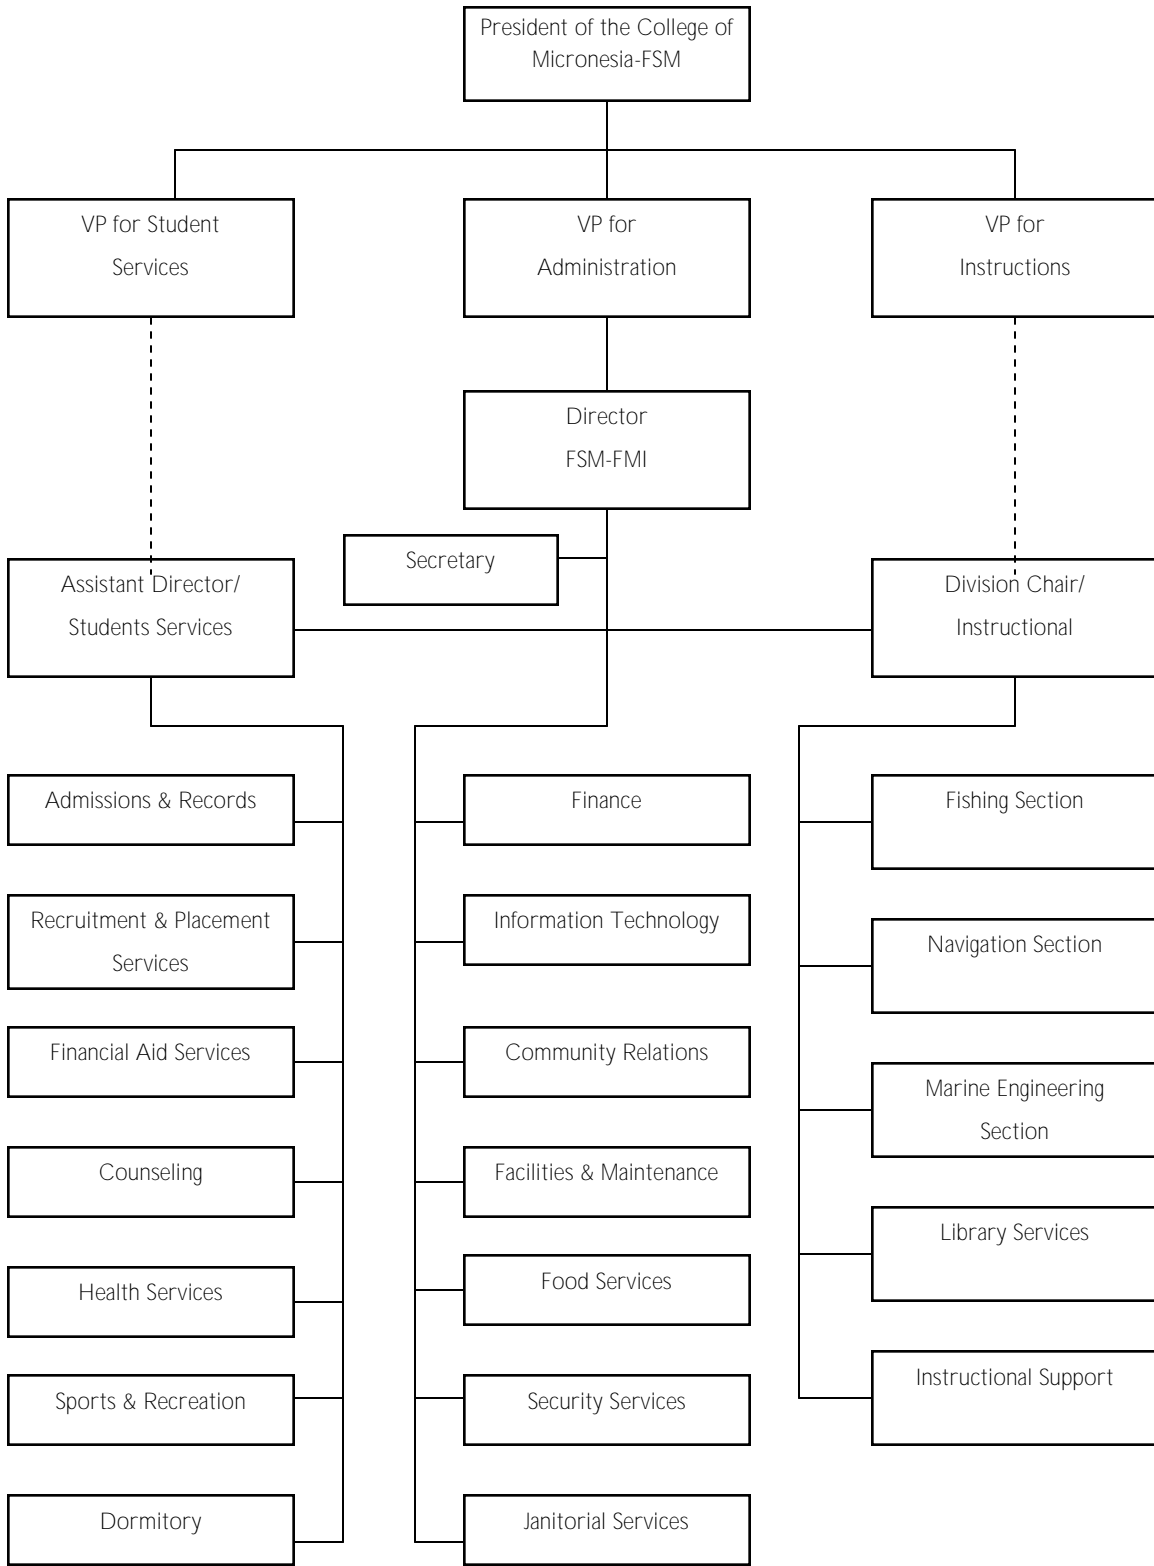 President of the College of
Micronesia-FSM
VP for Student
Services
VP for
Administration
VP for
Instructions
Director
FSM-FMI
Secretary
Assistant Director/
Students Services
Division Chair/
Instructional
Admissions & Records
Recruitment & Placement
Services
Financial Aid Services
Counseling
Health Services
Sports & Recreation
Dormitory
Finance
Information Technology
Community Relations
Facilities & Maintenance
Food Services
Security Services
Janitorial Services
Fishing Section
Navigation Section
Marine Engineering
Section
Library Services
Instructional Support